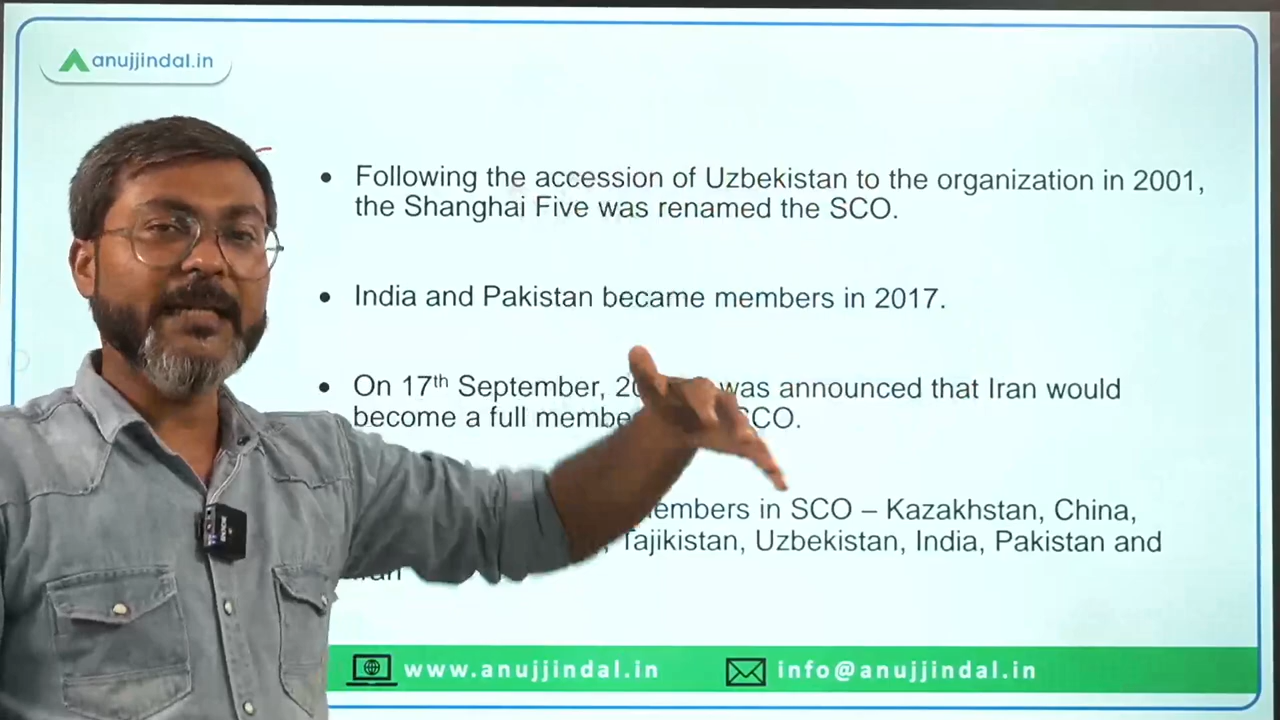 anujjindal.in
• Following the accession of Uzbekistan to the organization in 2001,
the Shanghai Five was renamed the SCO.
• India and Pakistan became members in 2017.
• On 17th September, was announced that Iran would
become a full SCO.
in SCO – Kazakhstan, China,
Tajikistan, Uzbekistan, India, Pakistan and
www.anujjindal.in
info@anujjindal.in